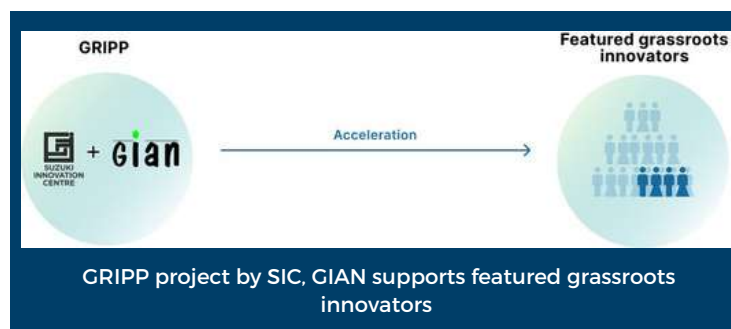 GRIPP
Featured grassroots
innovators
SUZUKI
INNOVATION
CENTRE
+ GIan
Acceleration
GRIPP project by SIC, GIAN supports featured grassroots
innovators